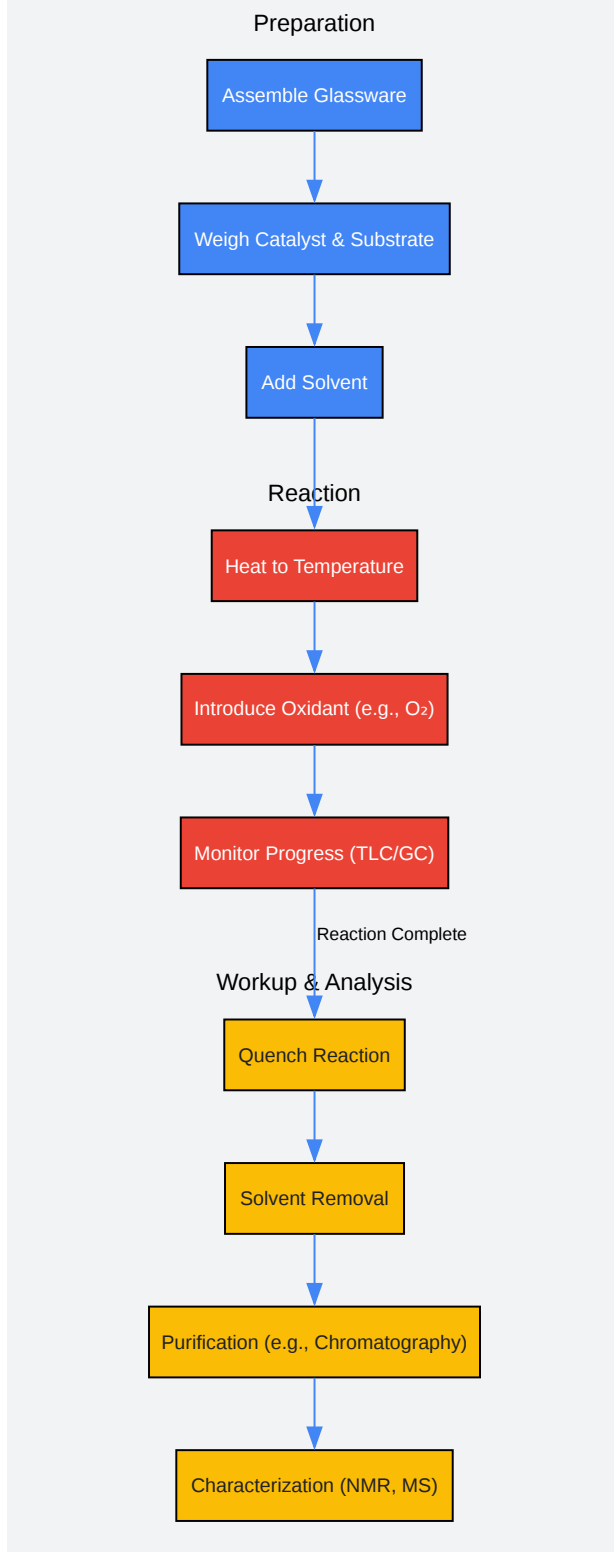 Preparation
Assemble Glassware
Weigh Catalyst & Substrate
Add Solvent
Reaction
Heat to Temperature
Introduce Oxidant (e.g., O₂)
Monitor Progress (TLC/GC)
Reaction Complete
Workup & Analysis
Quench Reaction
Solvent Removal
Purification (e.g., Chromatography)
Characterization (NMR, MS)